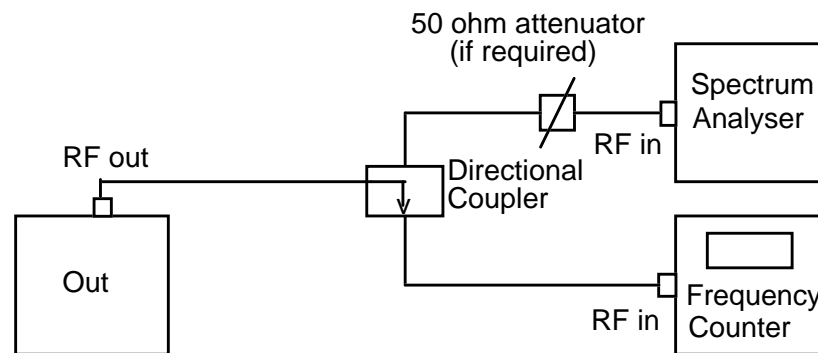 50 ohm attenuator
(if required)
Spectrum
Analyser
RF in
RF out
Directional
Coupler
Out
RF in
Frequency
Counter